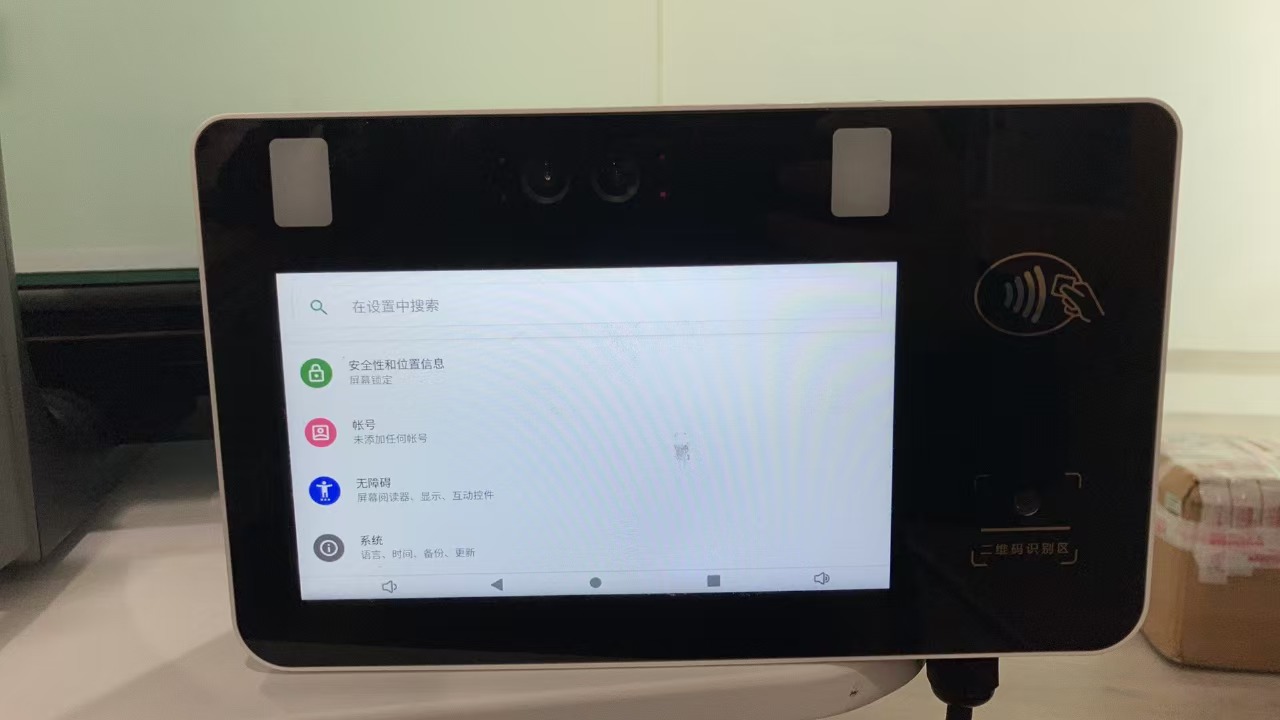 在设置中搜索
安全性和位置信息
屏幕锁定
帐号
未添加任何帐号
无障碍
屏幕阅读器、显示、互动控件
系统
语言、时间、备份、更新
二维码识别区